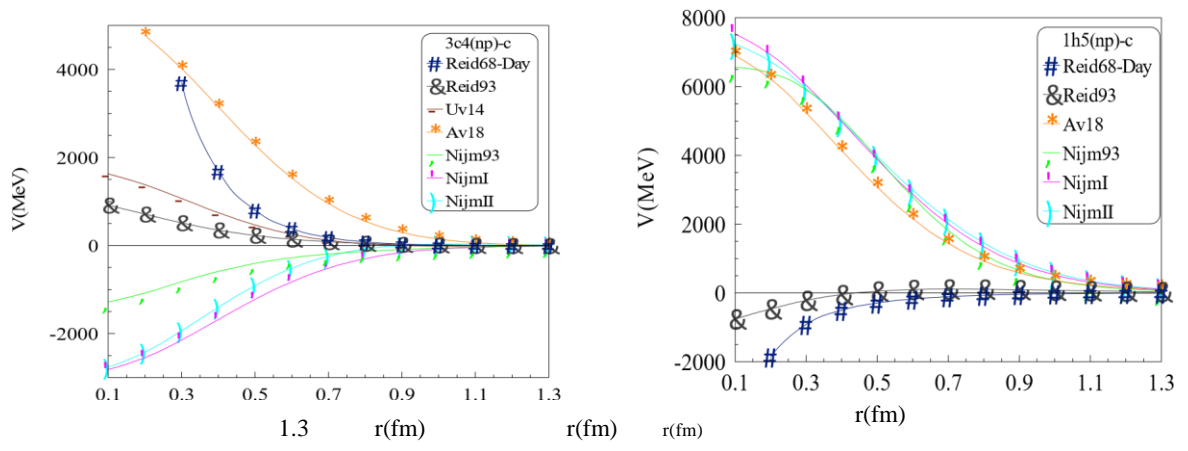 4000
2000
0
-2000
V(MeV)
3c4(np)-c
# Reid68-Day
& Reid93
- Uv14
* Av18
, Nijm93
ı NijmI
) NijmII
0.1 0.3 0.5 0.7 0.9 1.1 1.3
8000
6000
4000
2000
0
-2000
V(MeV)
1h5(np)-c
# Reid68-Day
& Reid93
* Av18
, Nijm93
ı NijmI
) NijmII
0.1 0.3 0.5 0.7 0.9 1.1 1.3
r(fm)
1.3 r(fm) r(fm) r(fm)